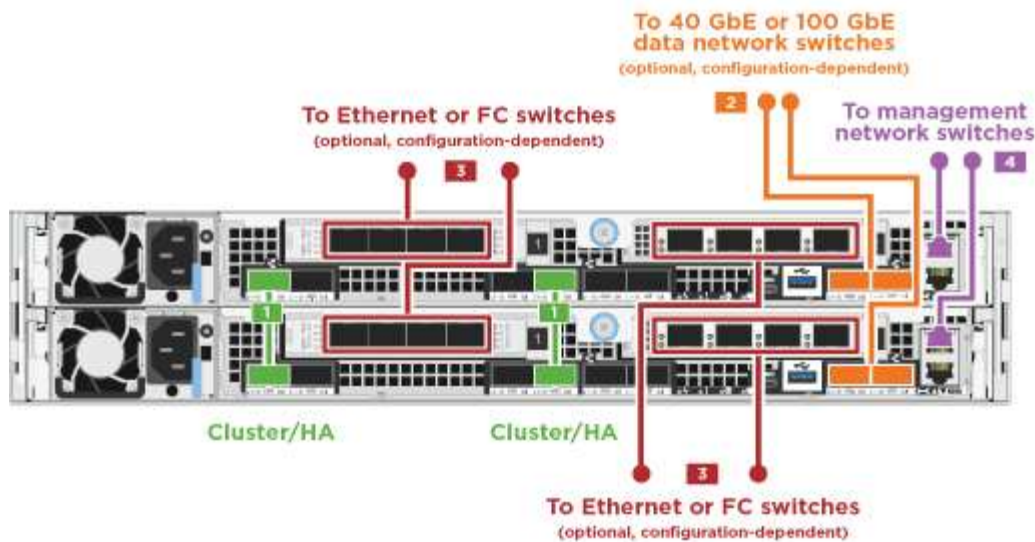 To 40 GbE or 100 GbE
data network switches
(optional, configuration-dependent)
2
To management
network switches
4
To Ethernet or FC switches
(optional, configuration-dependent)
3
1
1
1
1
Cluster/HA
Cluster/HA
3
To Ethernet or FC switches
(optional, configuration-dependent)